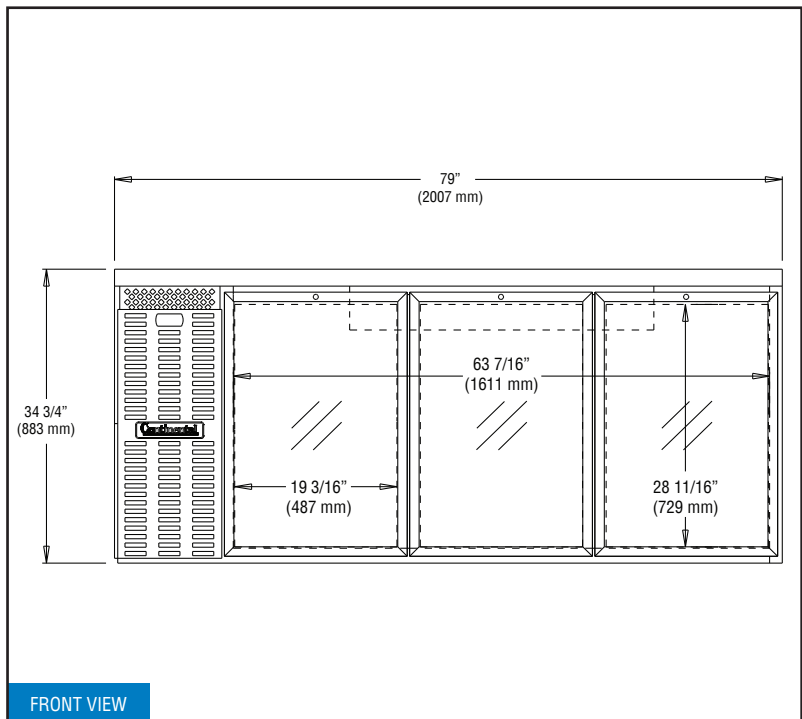 79”
(2007 mm)
63 7/16”
(1611 mm)
34 3/4”
(883 mm)
Continental
19 3/16”
(487 mm)
28 11/16”
(729 mm)
FRONT VIEW